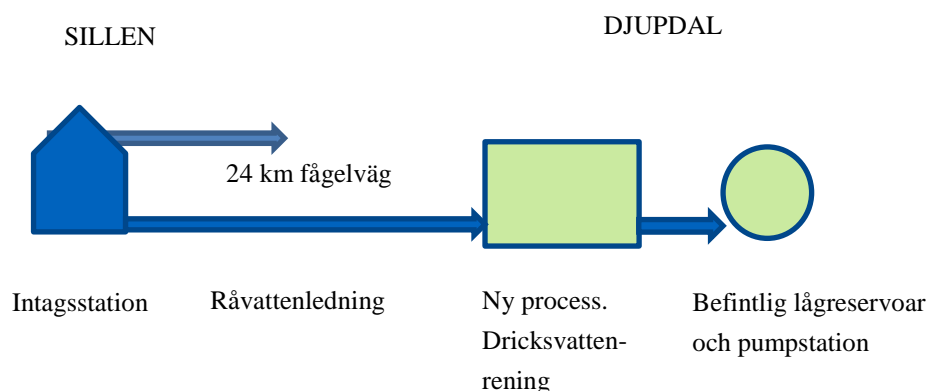 SILLEN
DJUPDAL
24 km fågelväg
Intagsstation
Råvattenledning
Ny process.
Dricksvatten-
rening
Befintlig lågreservoar
och pumpstation